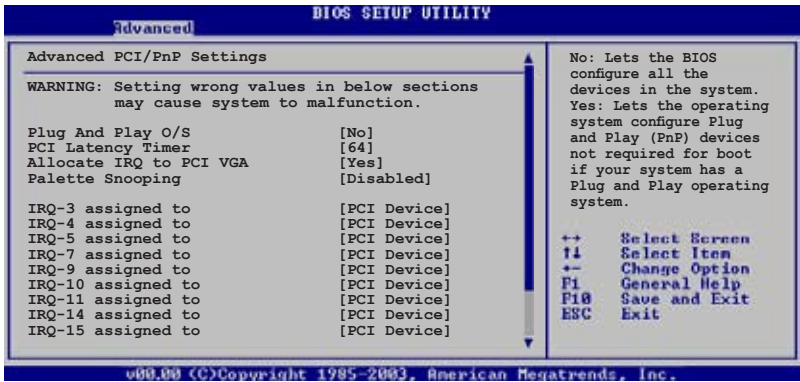 BIOS SETUP UTILITY
Advanced
Advanced PCI/PnP Settings
WARNING: Setting wrong values in below sections
may cause system to malfunction.
Plug And Play O/S [No]
PCI Latency Timer [64]
Allocate IRQ to PCI VGA [Yes]
Palette Snooping [Disabled]
IRQ-3 assigned to [PCI Device]
IRQ-4 assigned to [PCI Device]
IRQ-5 assigned to [PCI Device]
IRQ-7 assigned to [PCI Device]
IRQ-9 assigned to [PCI Device]
IRQ-10 assigned to [PCI Device]
IRQ-11 assigned to [PCI Device]
IRQ-14 assigned to [PCI Device]
IRQ-15 assigned to [PCI Device]
No: Lets the BIOS
configure all the
devices in the system.
Yes: Lets the operating
system configure Plug
and Play (PnP) devices
not required for boot
if your system has a
Plug and Play operating
system.
←→ Select Screen
↑↓ Select Item
+- Change Option
F1 General Help
F10 Save and Exit
ESC Exit
v00.00 (C)Copyright 1985-2003, American Megatrends, Inc.